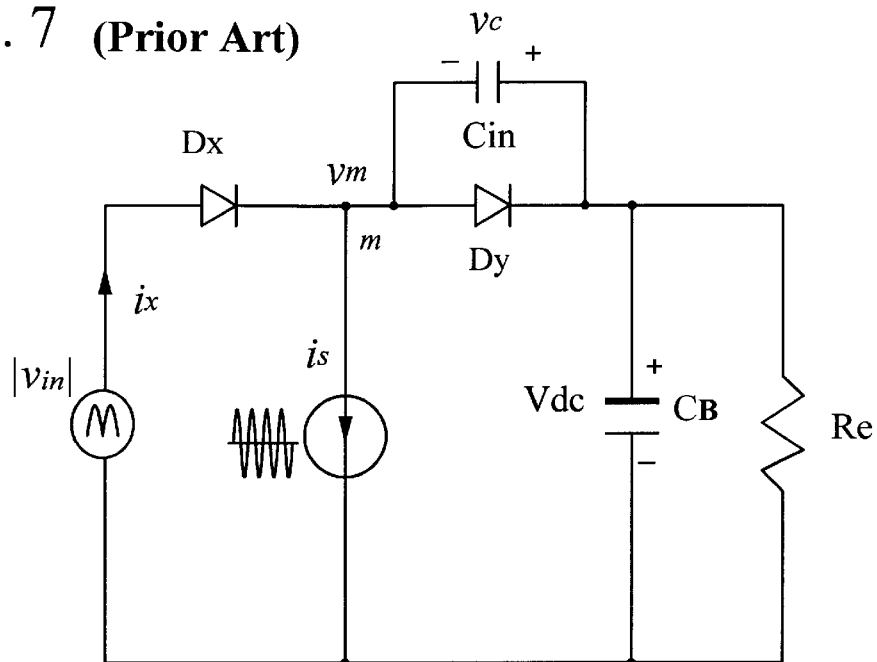 . 7 (Prior Art)
vc
− +
Cin
Dx
vm
m
Dy
ix
is
|vin|
+
Vdc
CB
−
Re